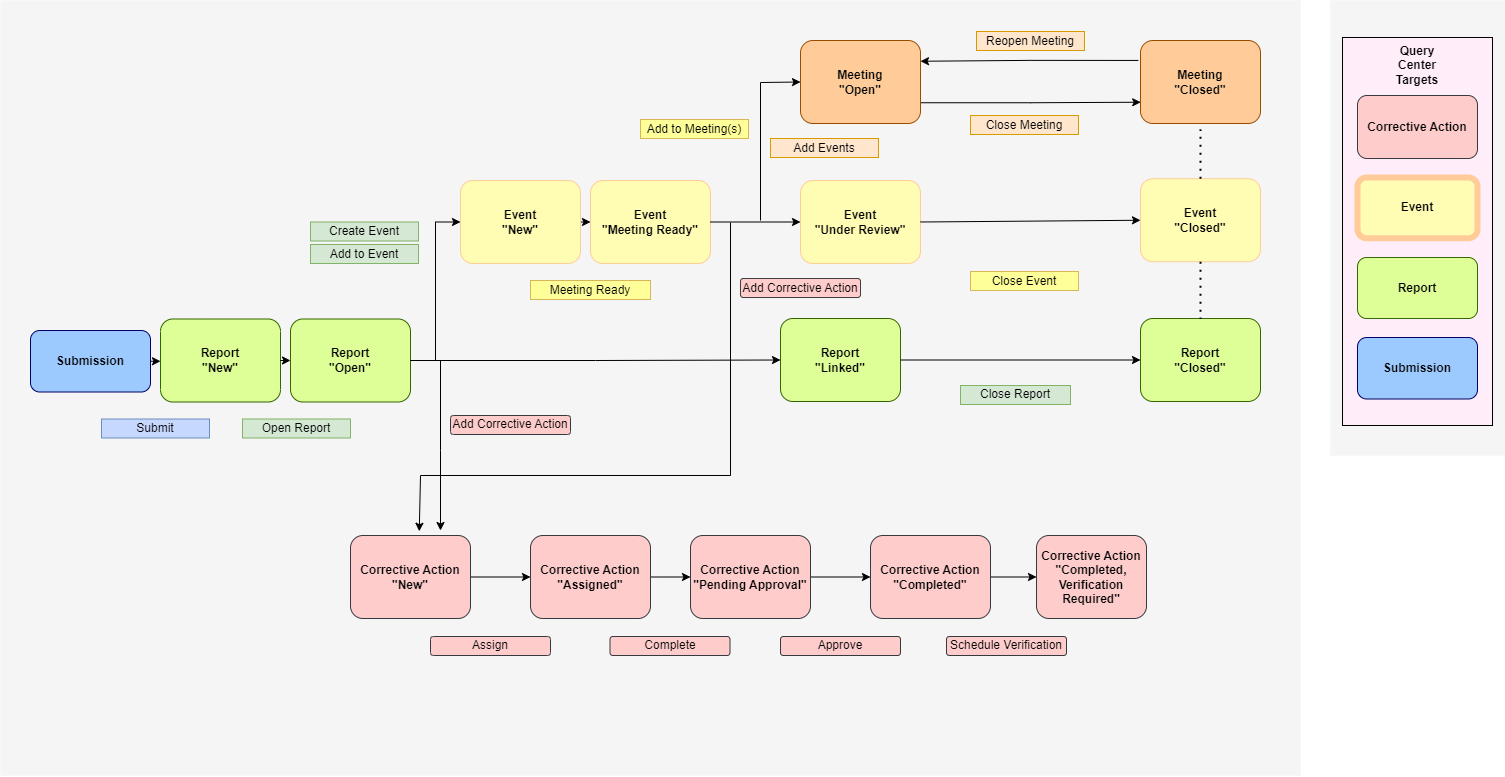 Reopen Meeting
Meeting
"Open"
Meeting
"Closed"
Close Meeting
Add to Meeting(s)
Add Events
Event
"New"
Event
"Meeting Ready"
Event
"Under Review"
Event
"Closed"
Create Event
Add to Event
Meeting Ready
Add Corrective Action
Close Event
Submission
Report
"New"
Report
"Open"
Report
"Linked"
Report
"Closed"
Close Report
Submit
Open Report
Add Corrective Action
Corrective Action
"New"
Corrective Action
"Assigned"
Corrective Action
"Pending Approval"
Corrective Action
"Completed"
Corrective Action
"Completed,
Verification
Required"
Assign
Complete
Approve
Schedule Verification
Query
Center
Targets
Corrective Action
Event
Report
Submission